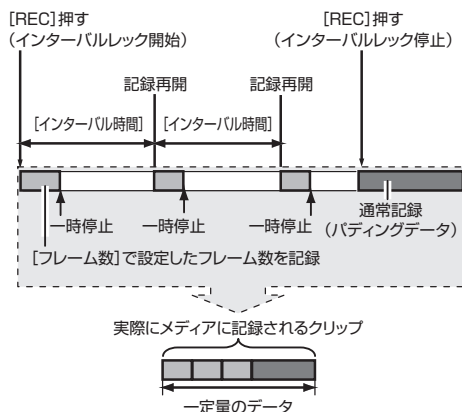 [REC]押す
(インターバルレック開始)
[REC]押す
(インターバルレック停止)
記録再開
記録再開
[インターバル時間]
[インターバル時間]
一時停止
一時停止
一時停止
通常記録
(パディングデータ)
[フレーム数]で設定したフレーム数を記録
実際にメディアに記録されるクリップ
一定量のデータ